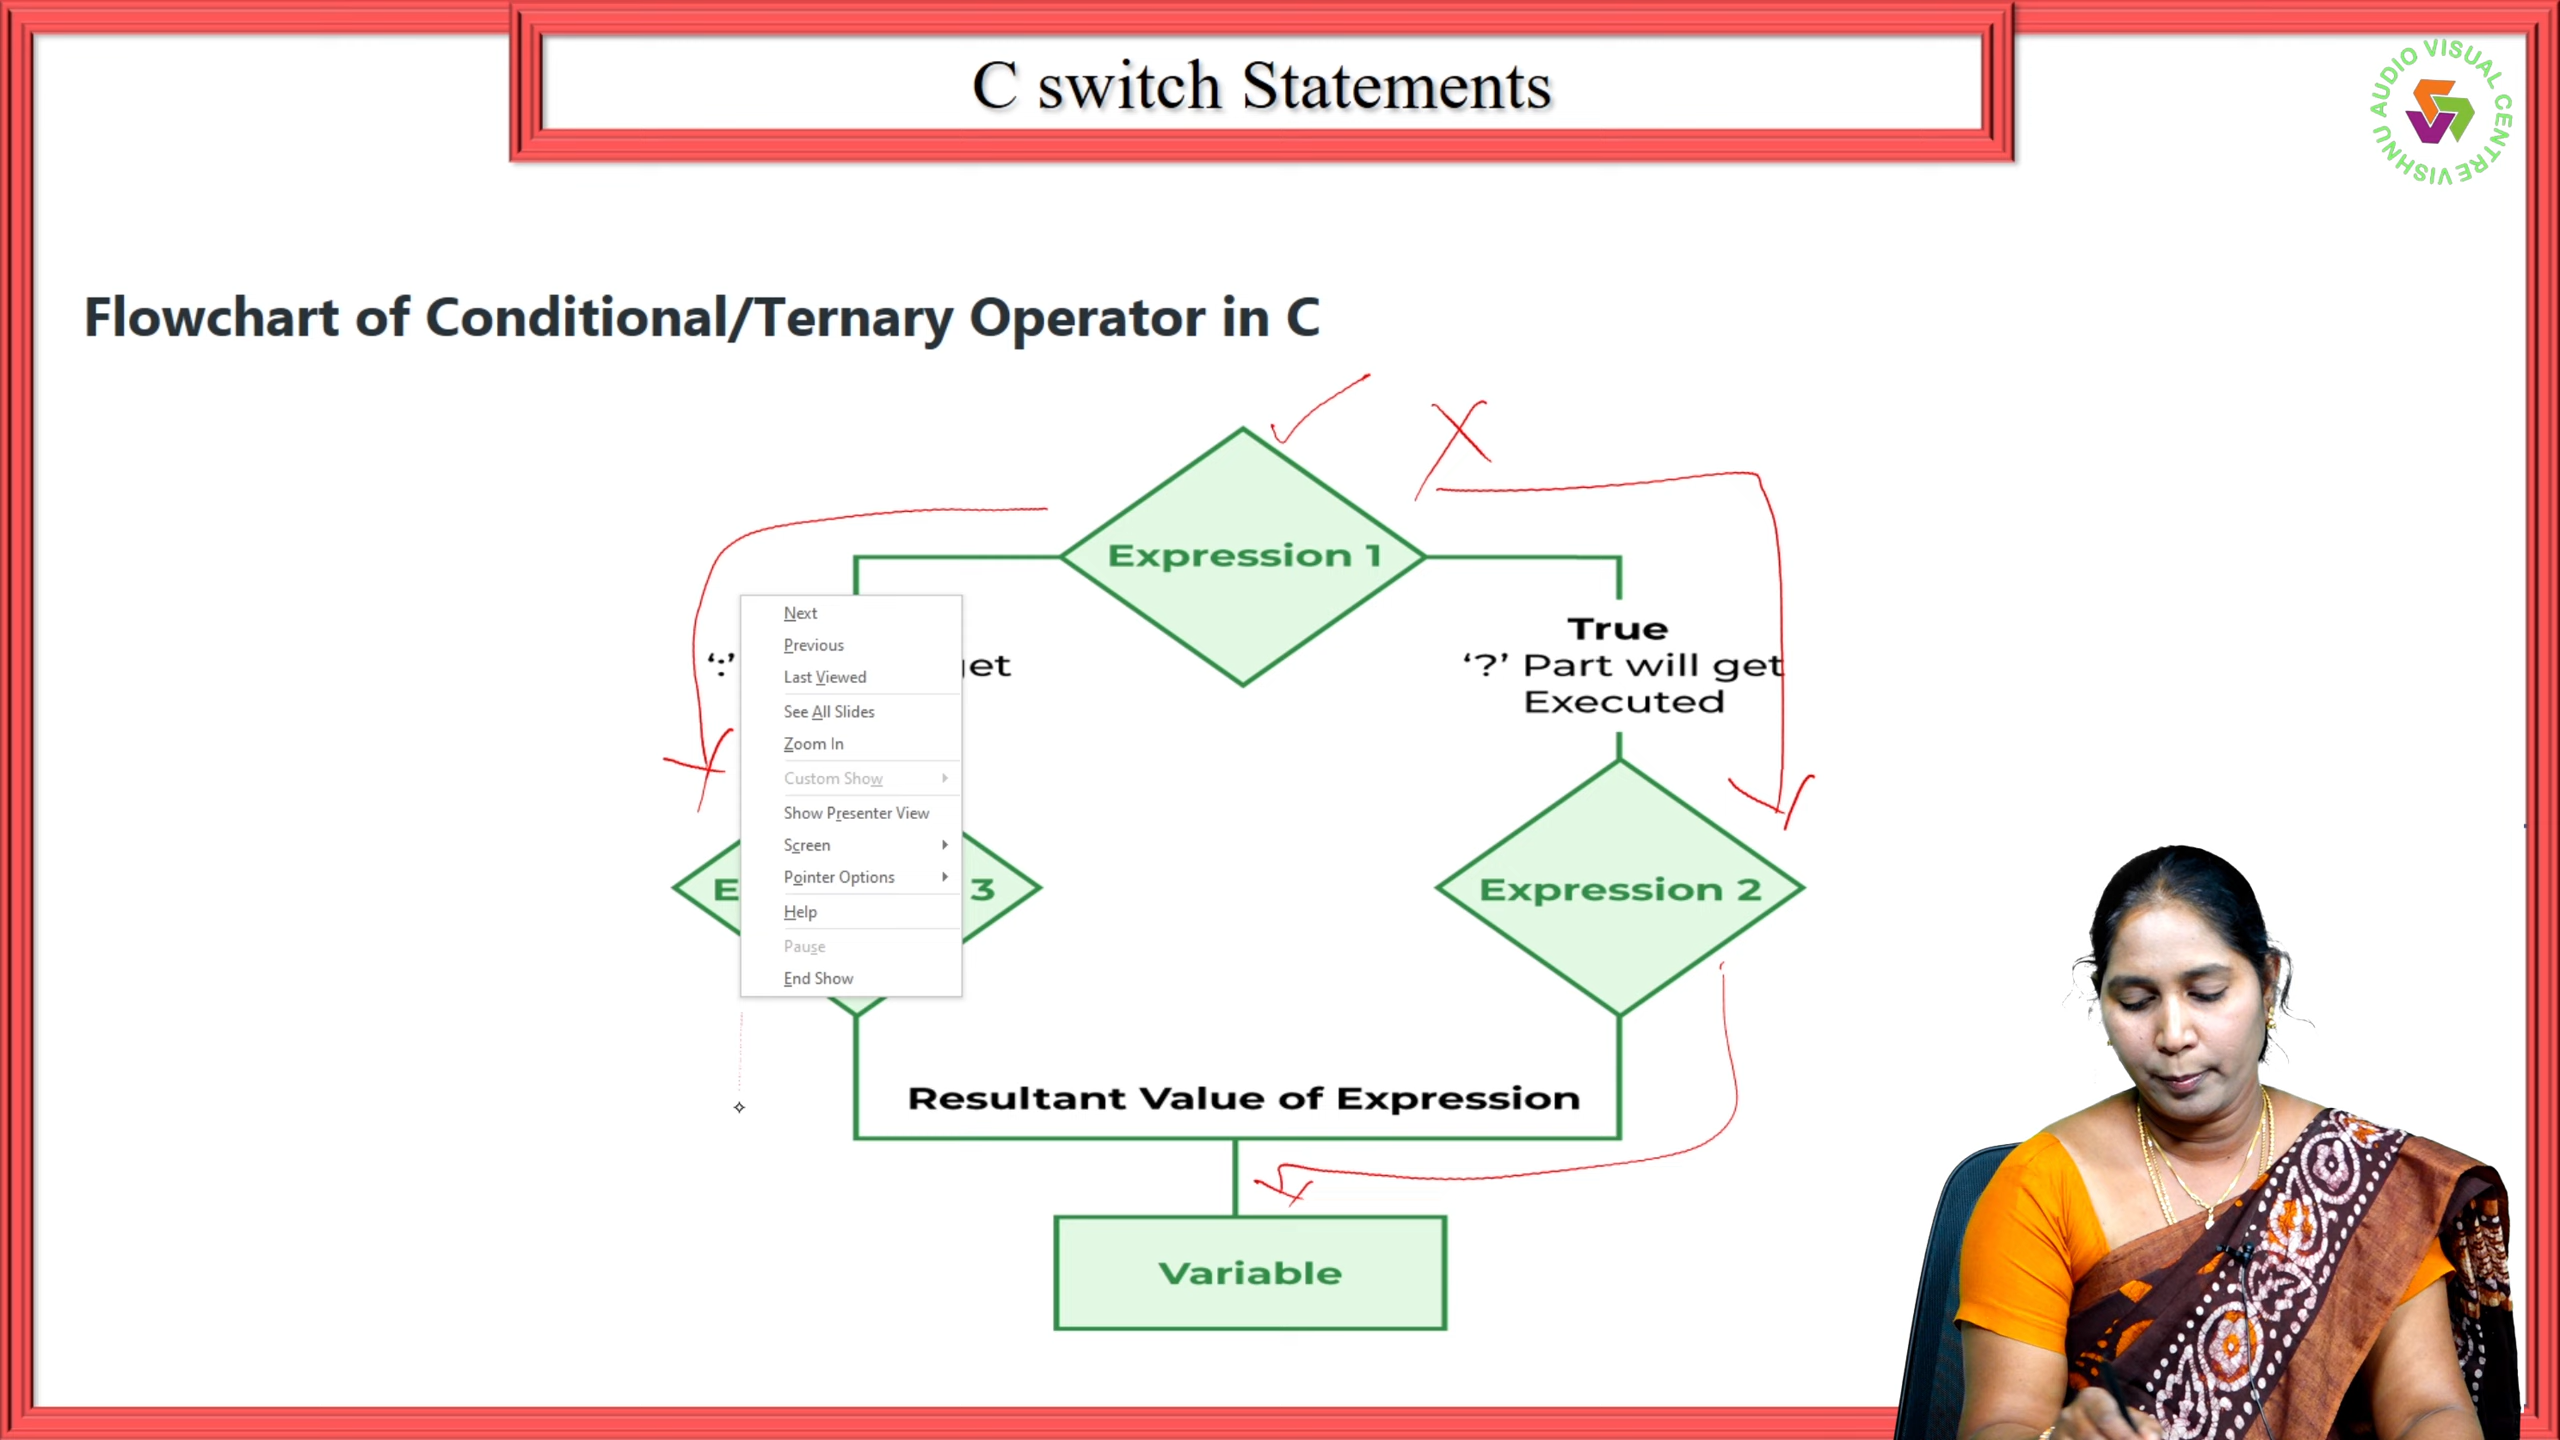 C switch Statements
AUDIO VISUAL CENTRE VISHNU
Flowchart of Conditional/Ternary Operator in C
Expression 1
True
‘:’
get
‘?’ Part will get
Executed
Next
Previous
Last Viewed
See All Slides
Zoom In
Custom Show
Show Presenter View
Screen
Pointer Options
Help
Pause
End Show
E
3
Expression 2
Resultant Value of Expression
Variable